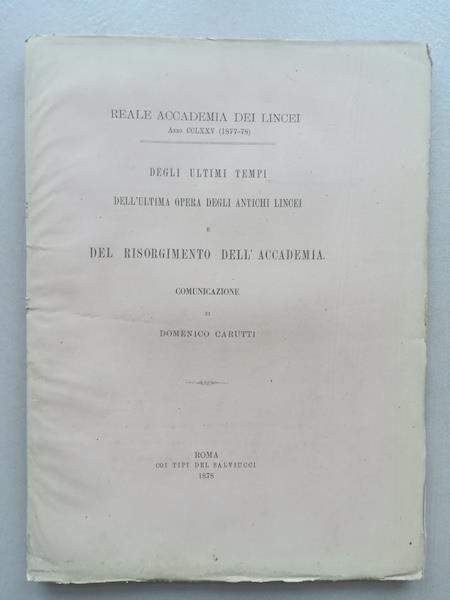 REALE ACCADEMIA DEI LINCEI
ANNO CCLXXV (1877-78)
DEGLI ULTIMI TEMPI
DELL'ULTIMA OPERA DEGLI ANTICHI LINCEI
E
DEL RISORGIMENTO DELL'ACCADEMIA.
COMUNICAZIONE
DI
DOMENICO CARUTTI
ROMA
COI TIPI DEL SALVIUCCI
1878